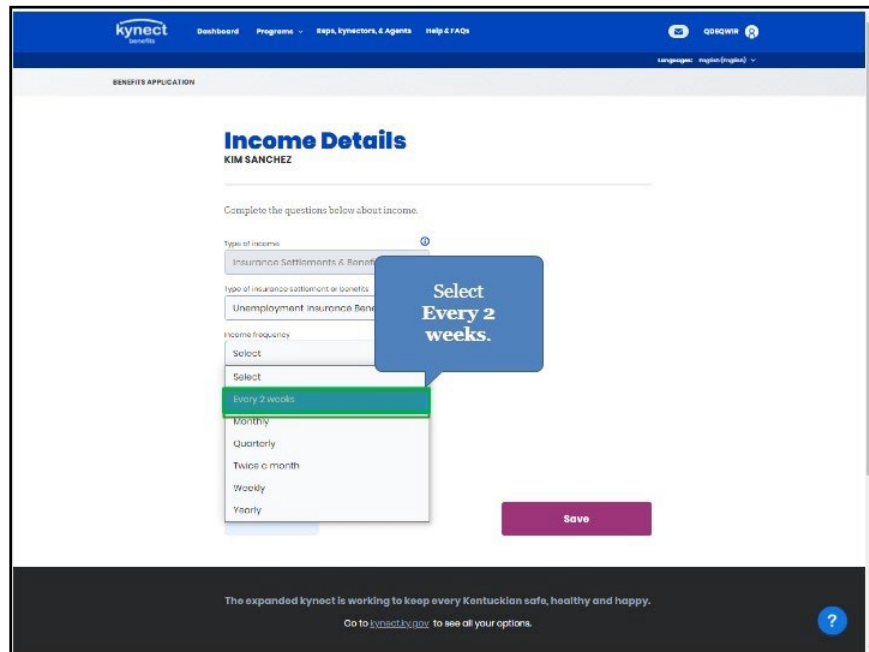 kynect
benefits
Dashboard Programs Reps, kynectors, & Agents Help & FAQs
QDEQWIR
Languages: English (English)
BENEFITS APPLICATION
Income Details
KIM SANCHEZ
Complete the questions below about income.
Type of income
Insurance Settlements & Benefi
Type of insurance settlement or benefits
Unemployment Insurance Bene
Income frequency
Select
Select
Every 2 weeks
Monthly
Quarterly
Twice a month
Weekly
Yearly
Select
Every 2
weeks.
Save
The expanded kynect is working to keep every Kentuckian safe, healthy and happy.
Go to kynect.ky.gov to see all your options.
?